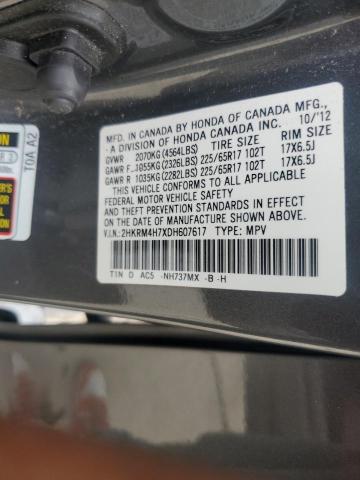 MFD. IN CANADA BY HONDA OF CANADA MFG.,
A DIVISION OF HONDA CANADA INC. 10/'12
GVWR 2070KG (4564LBS) TIRE SIZE RIM SIZE
GAWR F 1055KG (2326LBS) 225/65R17 102T 17X6.5J
GAWR R 1035KG (2282LBS) 225/65R17 102T 17X6.5J
THIS VEHICLE CONFORMS TO ALL APPLICABLE
FEDERAL MOTOR VEHICLE SAFETY
AND THEFT PREVENTION STANDARDS IN EFFECT
ON THE DATE OF MANUFACTURE SHOWN ABOVE.
V.I.N: 2HKRM4H7XDH607617 TYPE: MPV
TIN D AC5 -NH737MX -B -H
T0A A2